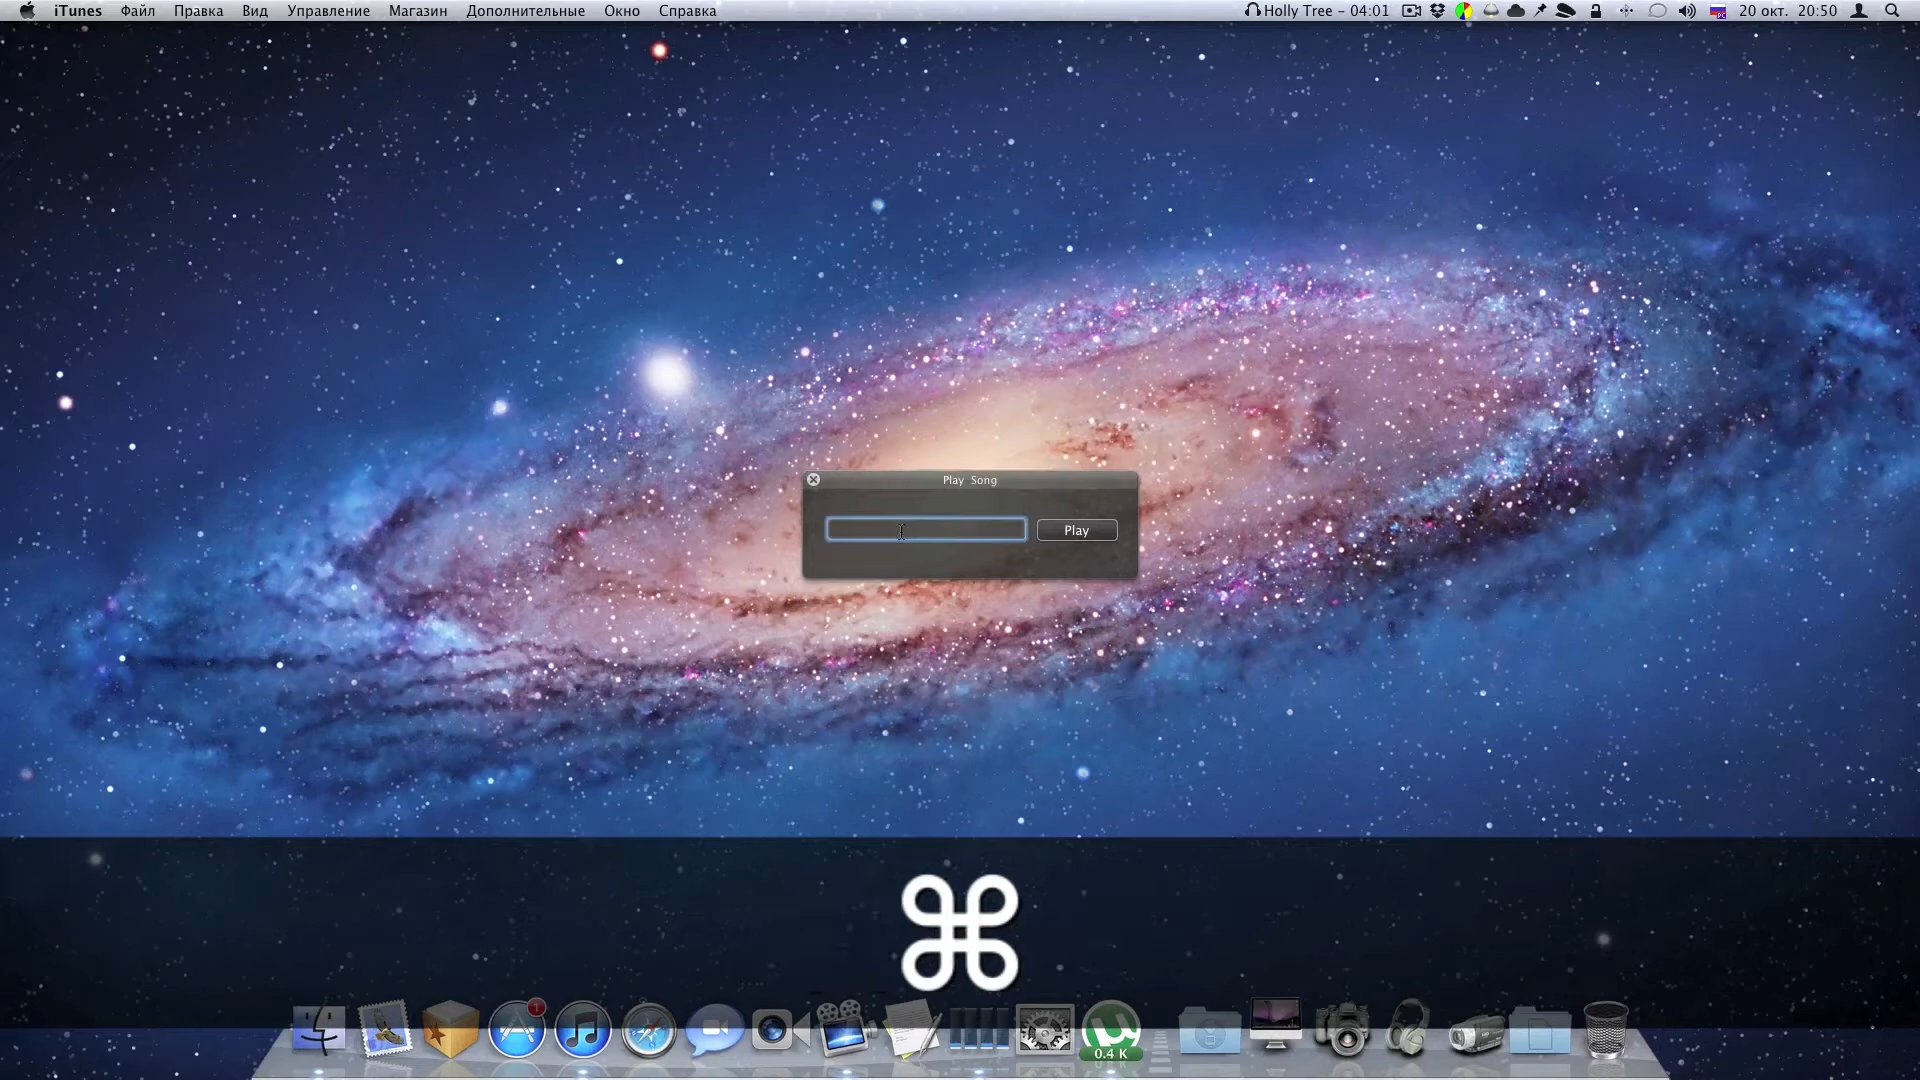 iTunes Файл Правка Вид Управление Магазин Дополнительные Окно Справка Holly Tree – 04:01 20 окт. 20:50
Play Song
Play
1
0.4 K